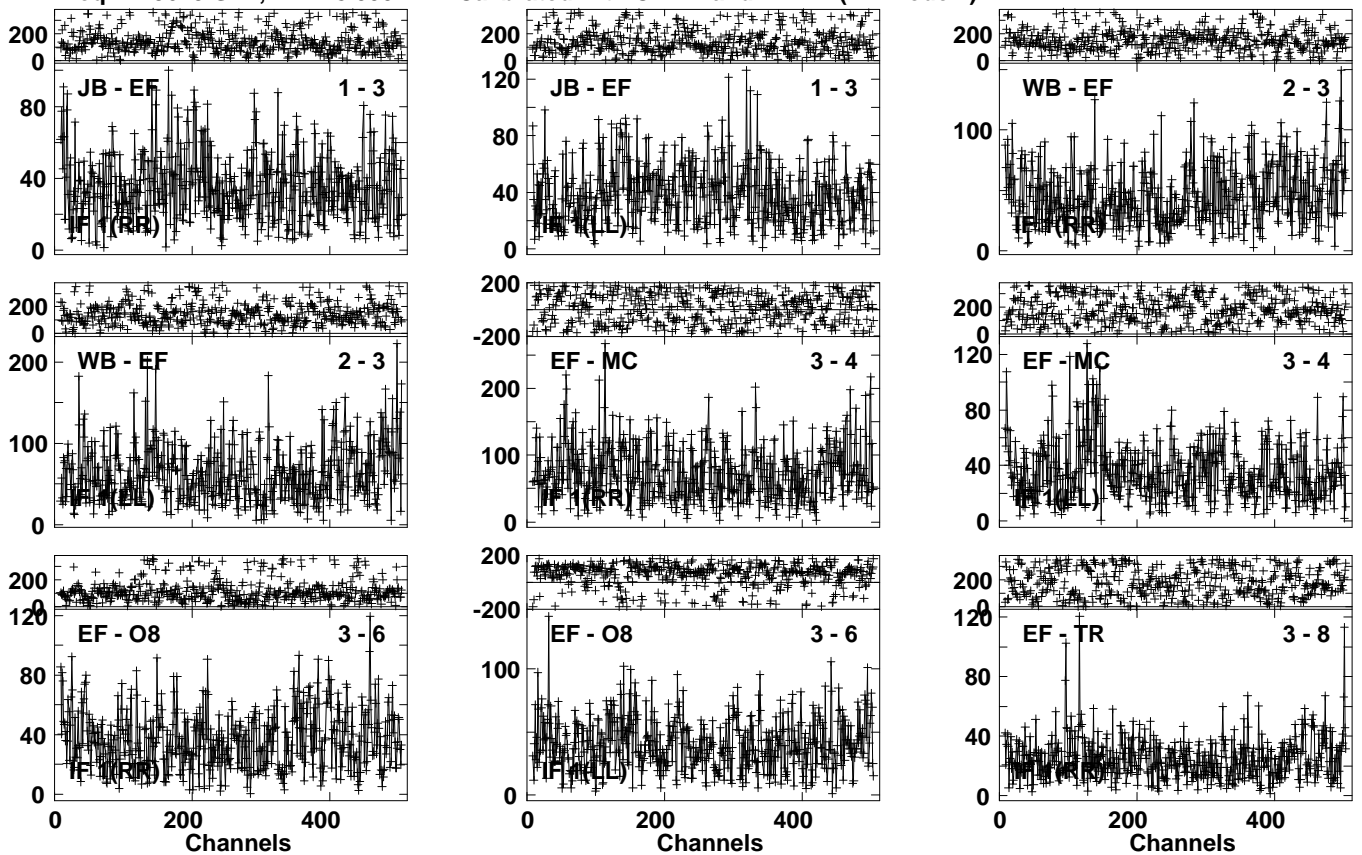 200
0
200
0
200
0
JB - EF 1 - 3
JB - EF 1 - 3
WB - EF 2 - 3
80
40
0
120
80
40
0
100
0
IF 1(RR)
IF 1(LL)
IF 1(RR)
200
0
200
-200
200
0
WB - EF 2 - 3
EF - MC 3 - 4
EF - MC 3 - 4
200
100
0
200
100
0
120
80
40
0
IF 1(LL)
IF 1(RR)
IF 1(LL)
200
0
200
-200
200
0
EF - O8 3 - 6
EF - O8 3 - 6
EF - TR 3 - 8
120
80
40
0
100
0
120
80
40
0
IF 1(RR)
IF 1(LL)
IF 1(RR)
0 200 400
0 200 400
0 200 400
Channels
Channels
Channels